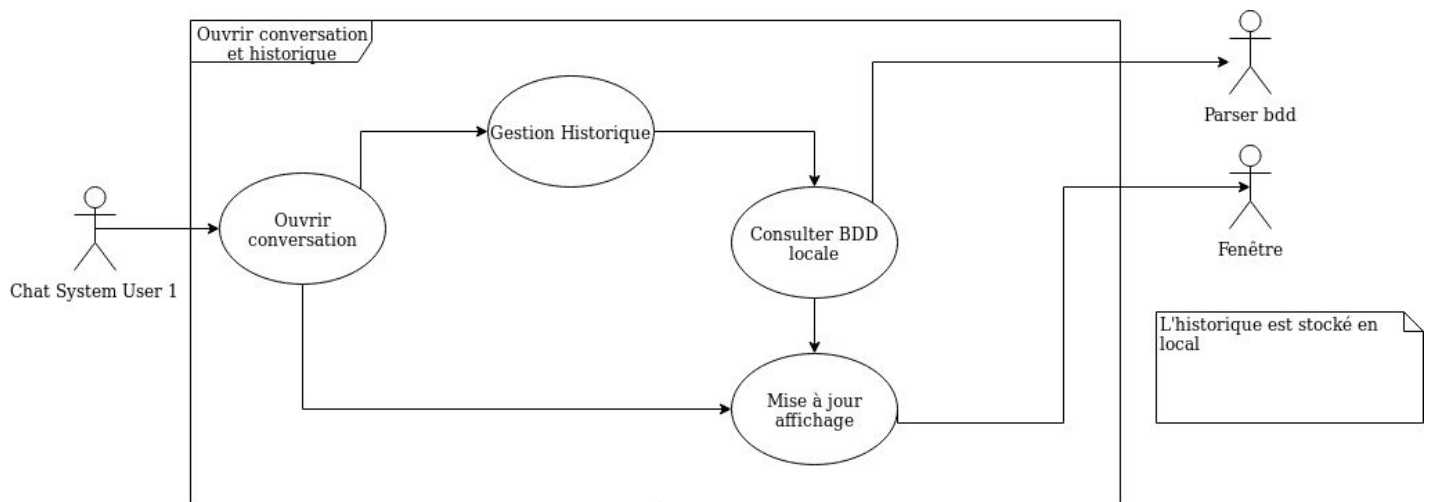 Ouvrir conversation
et historique
Parser bdd
Gestion Historique
Ouvrir
conversation
Consulter BDD
locale
Fenêtre
Chat System User 1
L'historique est stocké en
local
Mise à jour
affichage